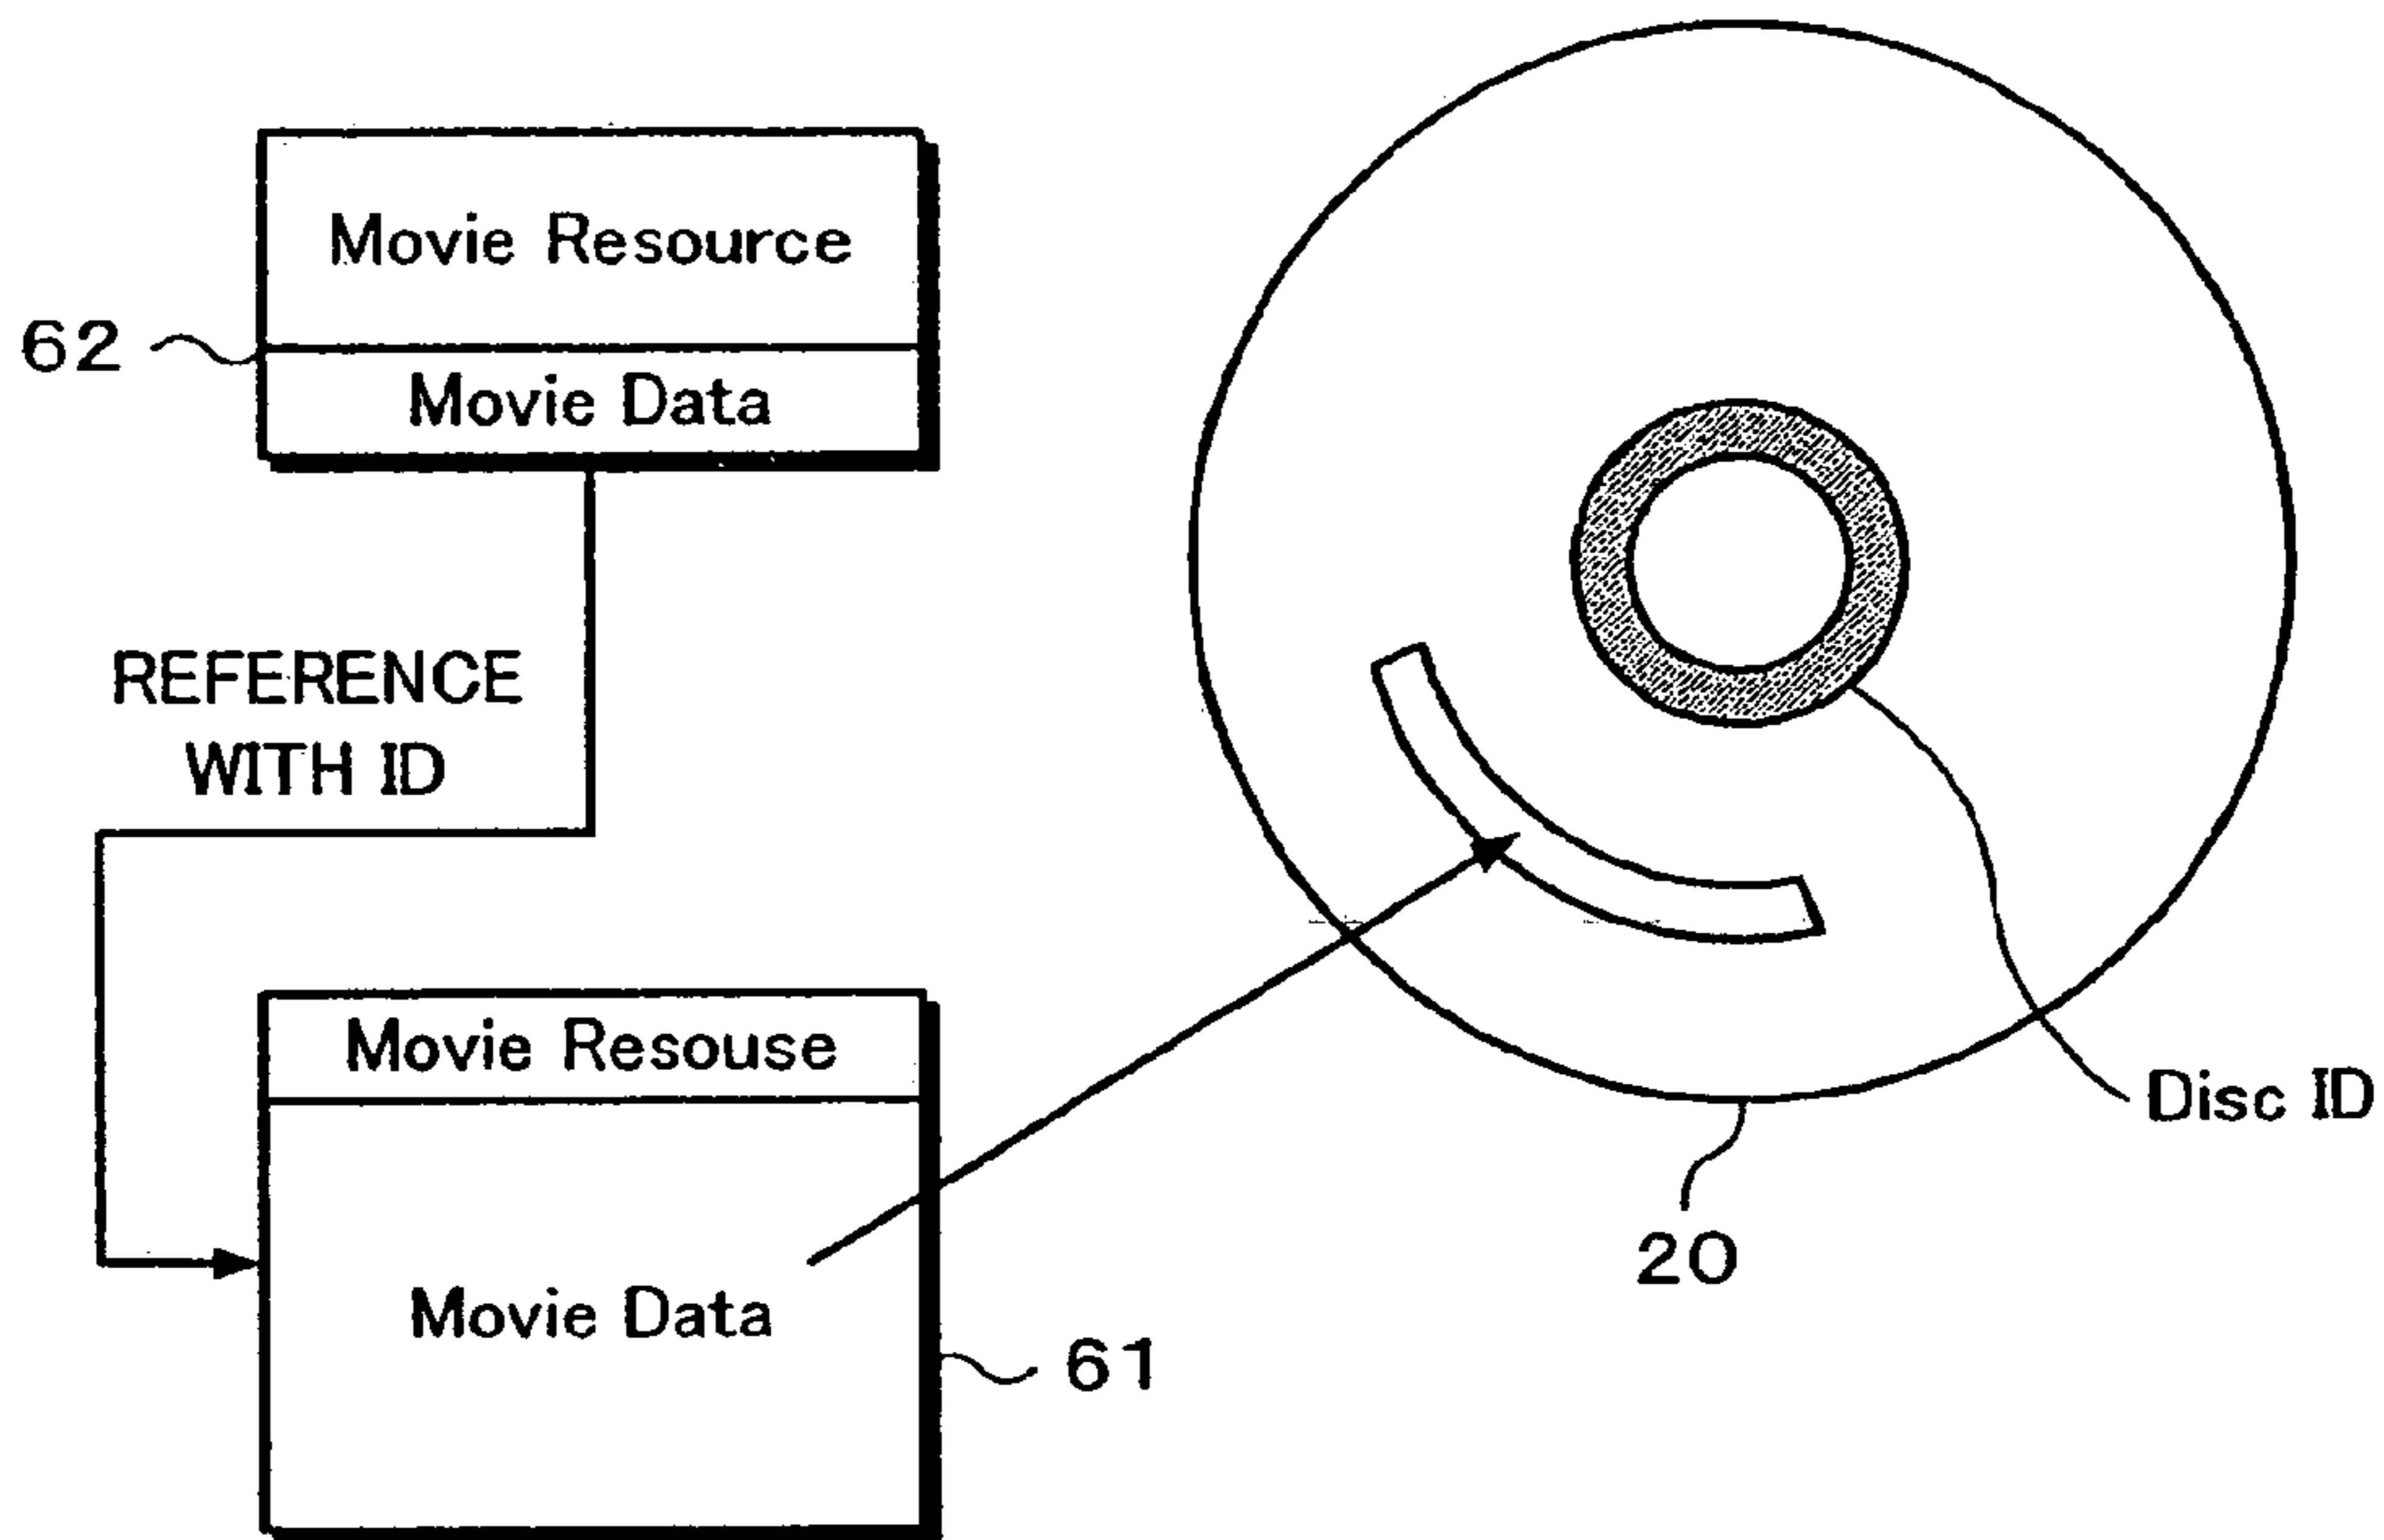 Movie Resource
62
Movie Data
REFERENCE
WITH ID
Movie Resouse
Movie Data
61
Disc ID
20